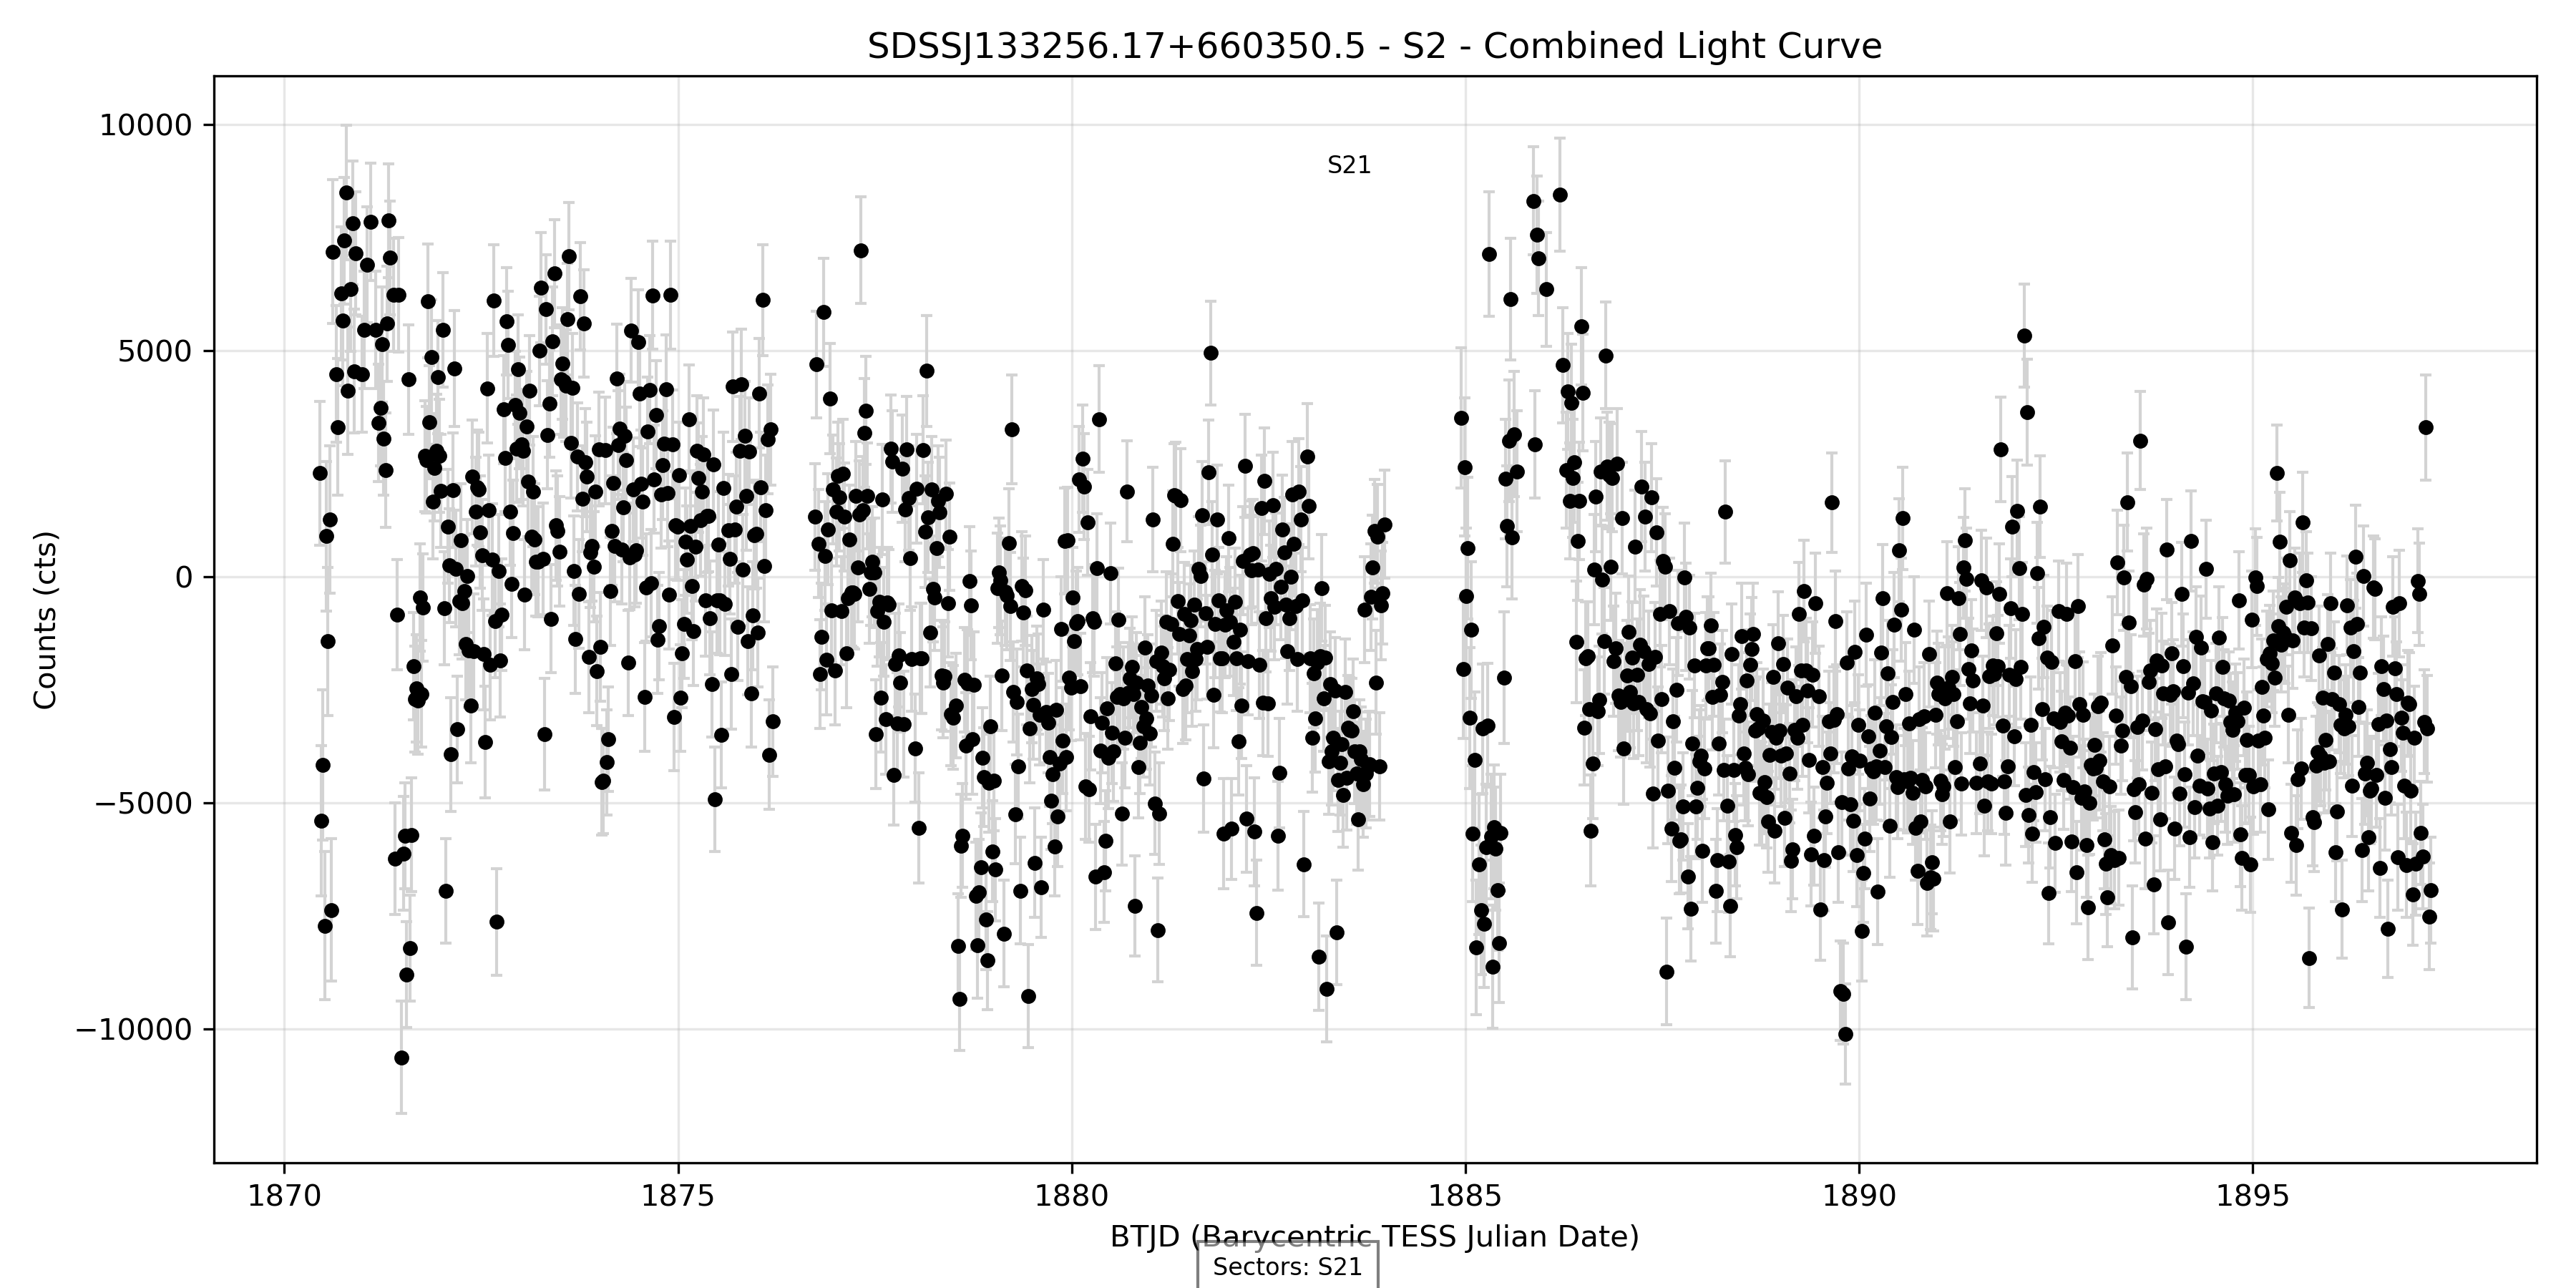 SDSSJ133256.17+660350.5 - S2 - Combined Light Curve
10000
S21
5000
0
−5000
−10000
Counts (cts)
1870 1875 1880 1885 1890 1895
BTJD (Barycentric TESS Julian Date)
Sectors: S21